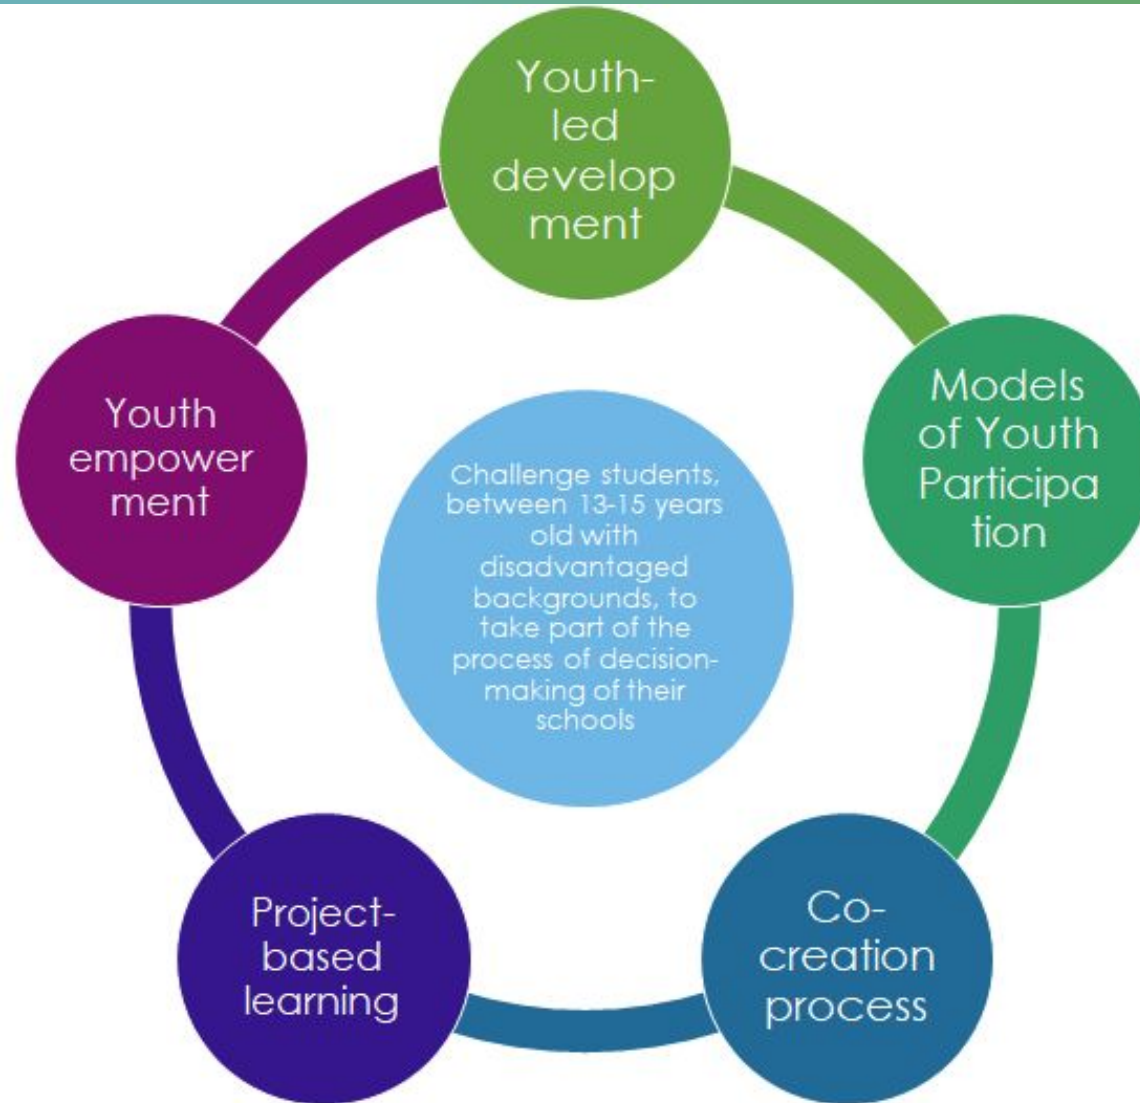 Youth-
led
develop
ment
Models
of Youth
Participa
tion
Co-
creation
process
Project-
based
learning
Youth
empower
ment
Challenge students,
between 13-15 years
old with
disadvantaged
backgrounds, to
take part of the
process of decision-
making of their
schools